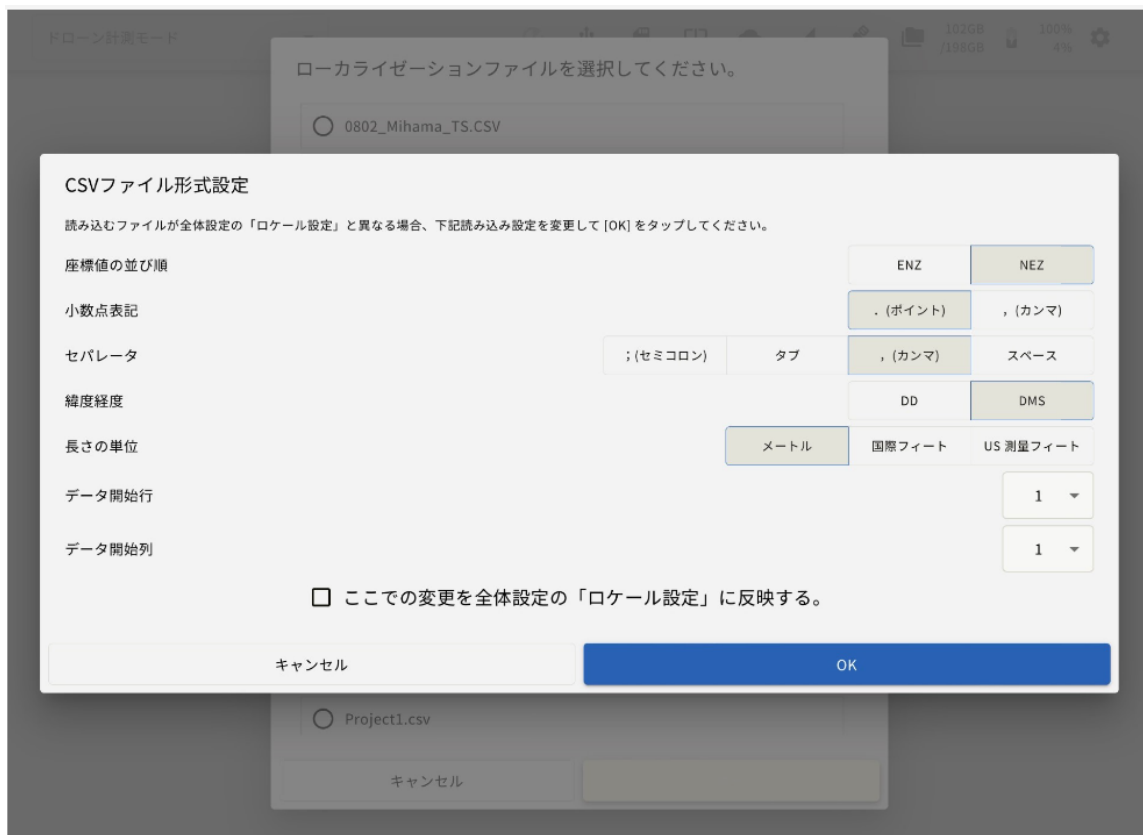 ドローン計測モード
102GB
/198GB
100%
4%
ローカライゼーションファイルを選択してください。
0802_Mihama_TS.CSV
CSVファイル形式設定
読み込むファイルが全体設定の「ロケール設定」と異なる場合、下記読み込み設定を変更して [OK] をタップしてください。
座標値の並び順 ENZ NEZ
小数点表記 . (ポイント) , (カンマ)
セパレータ ; (セミコロン) タブ , (カンマ) スペース
緯度経度 DD DMS
長さの単位 メートル 国際フィート US 測量フィート
データ開始行 1
データ開始列 1
ここでの変更を全体設定の「ロケール設定」に反映する。
キャンセル OK
Project1.csv
キャンセル